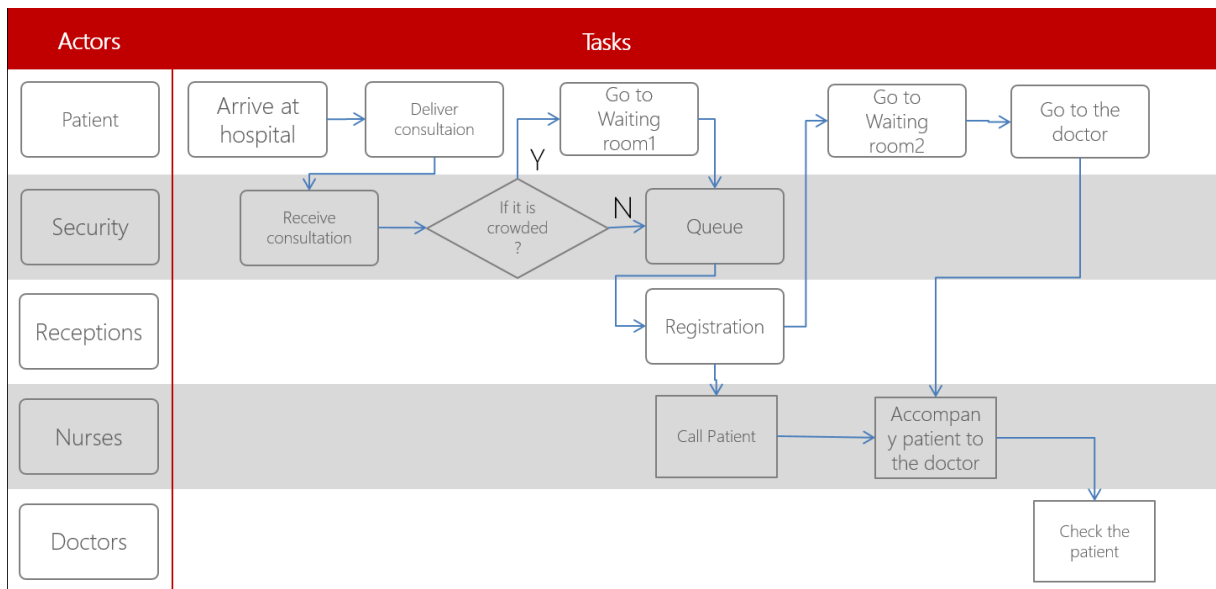 Actors
Tasks
Patient
Arrive at
hospital
Deliver
consultaion
Go to
Waiting
room1
Go to
Waiting
room2
Go to the
doctor
Y
Security
Receive
consultation
If it is
crowded
?
N
Queue
Receptions
Registration
Nurses
Call Patient
Accompan
y patient to
the doctor
Doctors
Check the
patient